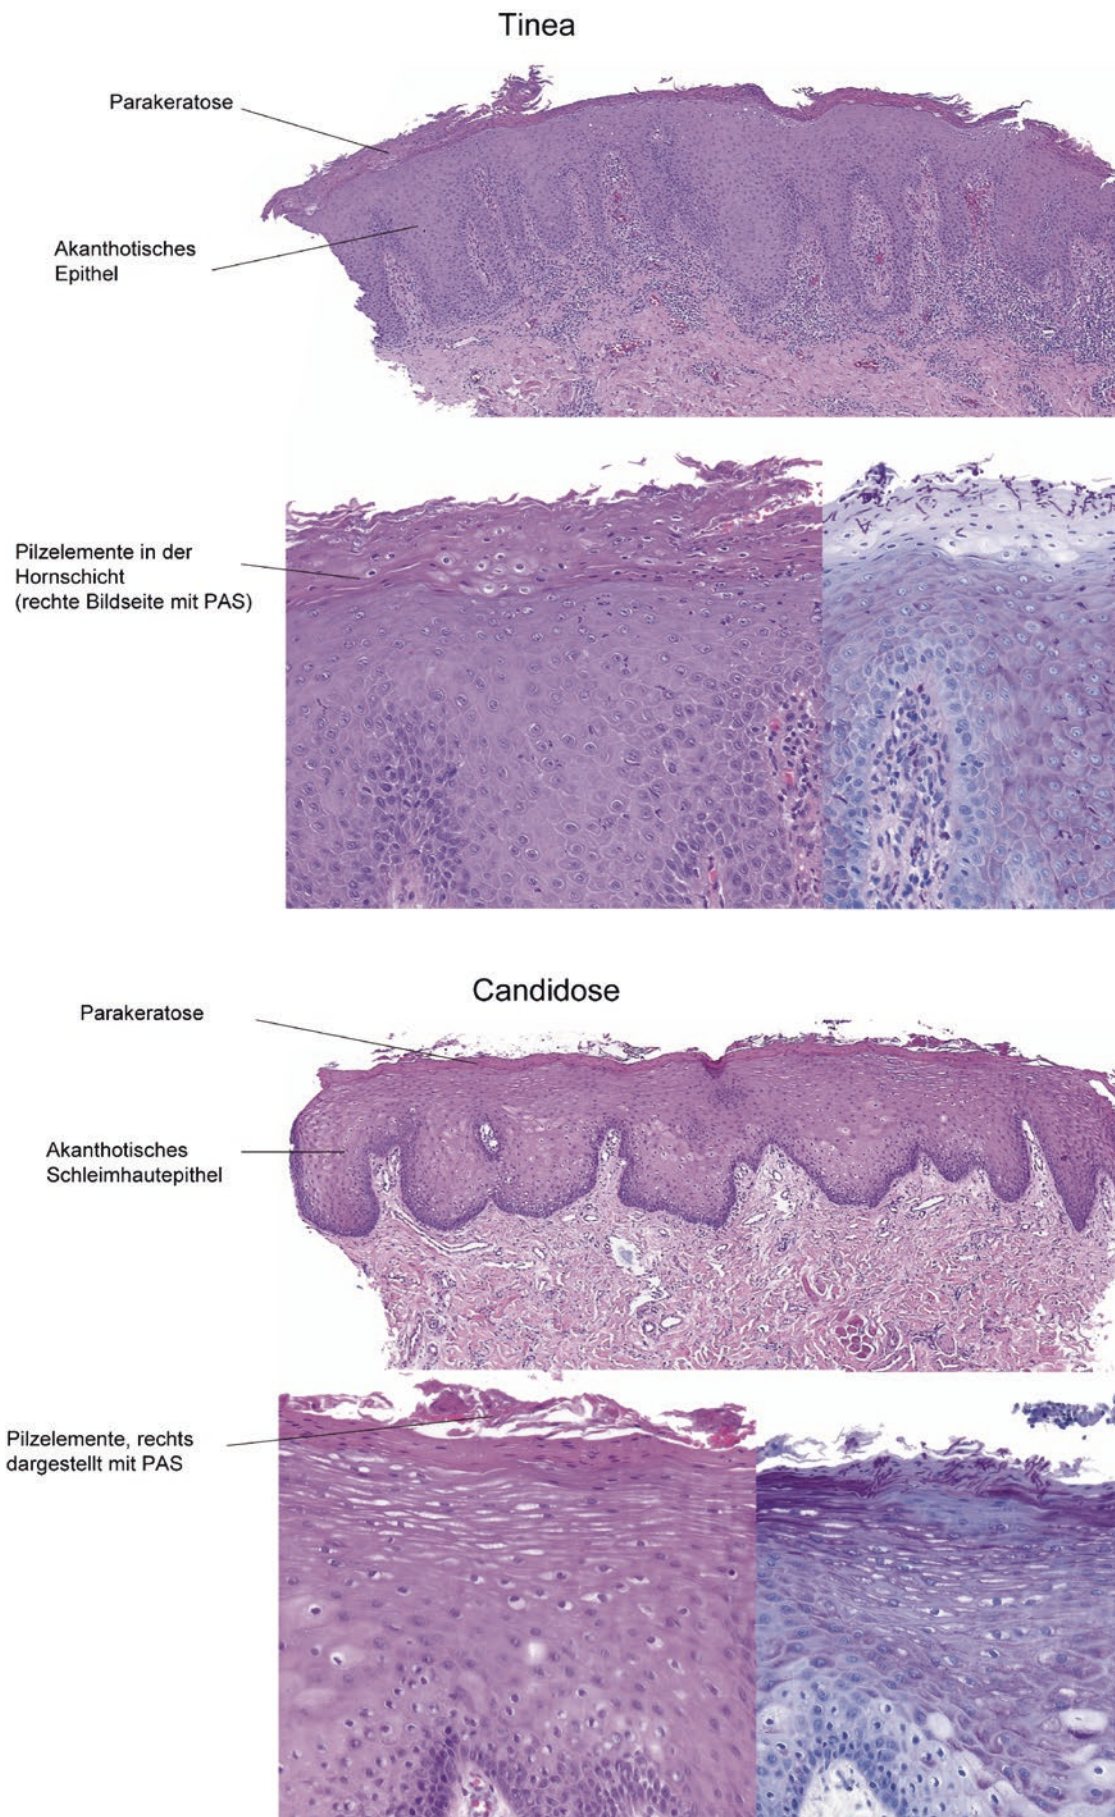 Tinea
Parakeratose
Akanthotisches
Epithel
Pilzelemente in der
Hornschicht
(rechte Bildseite mit PAS)
Candidose
Parakeratose
Akanthotisches
Schleimhautepithel
Pilzelemente, rechts
dargestellt mit PAS